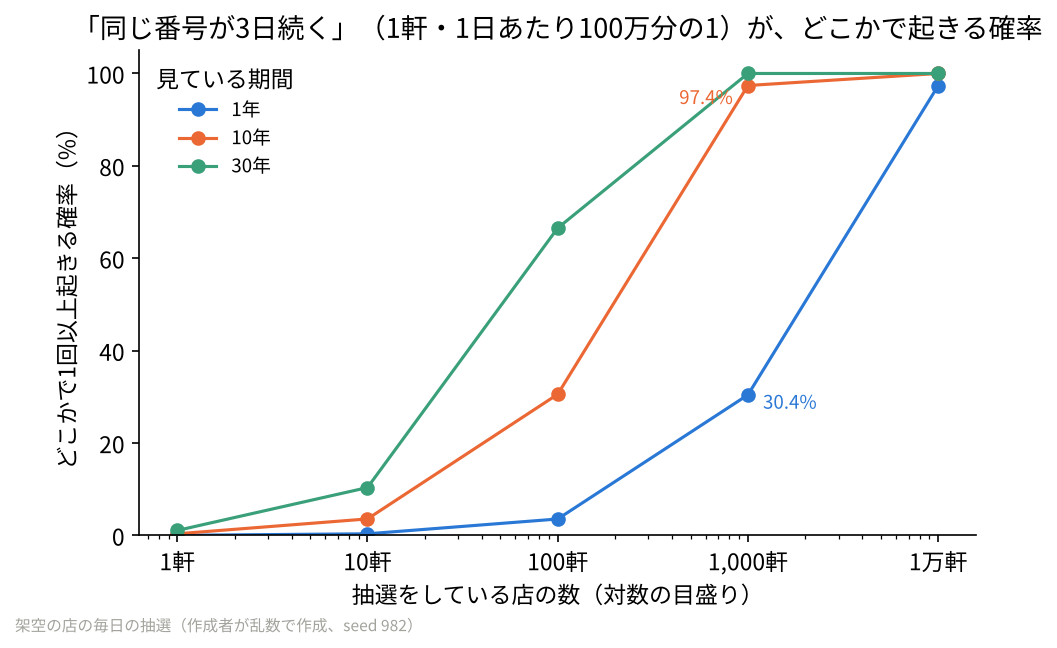 「同じ番号が3日続く」（1軒・1日あたり100万分の1）が、どこかで起きる確率
見ている期間
1年
10年
30年
97.4%
30.4%
どこかで1回以上起きる確率（%）
100
80
60
40
20
0
1軒
10軒
100軒
1,000軒
1万軒
抽選をしている店の数（対数の目盛り）
架空の店の毎日の抽選（作成者が乱数で作成、seed 982）